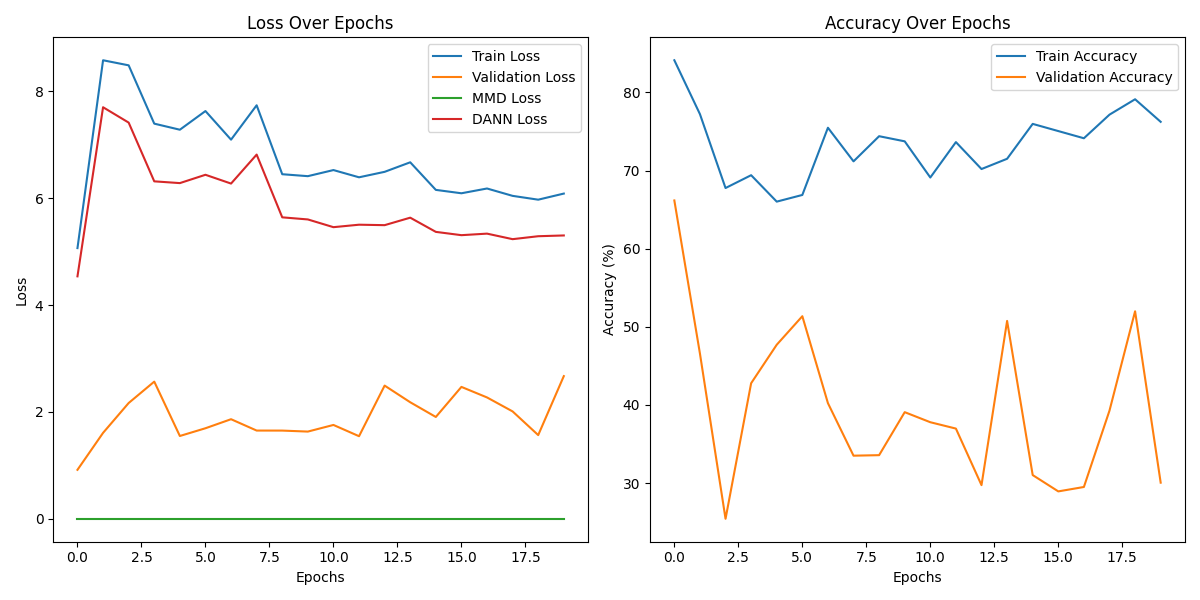 Loss Over Epochs
Train Loss
Validation Loss
MMD Loss
DANN Loss
8
6
4
2
0
Loss
0.0 2.5 5.0 7.5 10.0 12.5 15.0 17.5
Epochs
Accuracy Over Epochs
Train Accuracy
Validation Accuracy
80
70
60
50
40
30
Accuracy (%)
0.0 2.5 5.0 7.5 10.0 12.5 15.0 17.5
Epochs